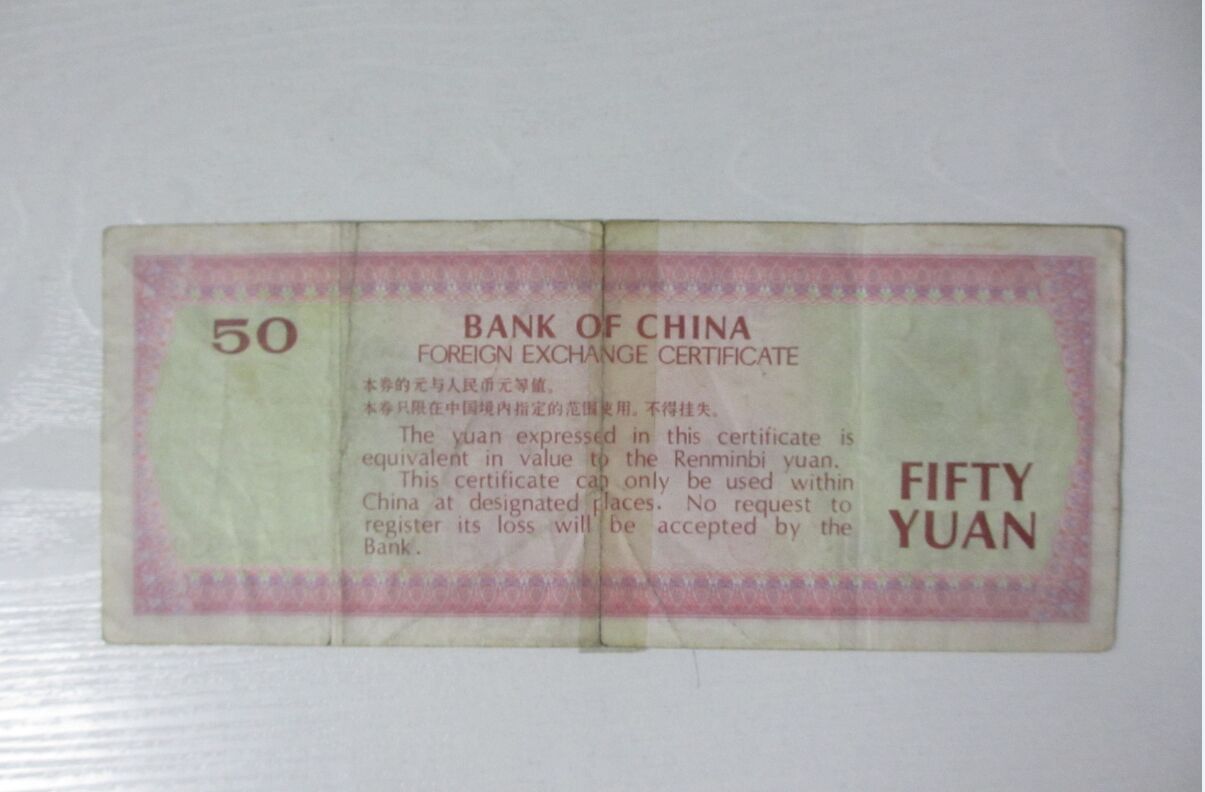 50
BANK OF CHINA
FOREIGN EXCHANGE CERTIFICATE
本券的元与人民币元等值。
本券只限在中国境内指定的范围使用。不得挂失。
The yuan expressed in this certificate is
equivalent in value to the Renminbi yuan.
This certificate can only be used within
China at designated places. No request to
register its loss will be accepted by the
Bank.
FIFTY
YUAN